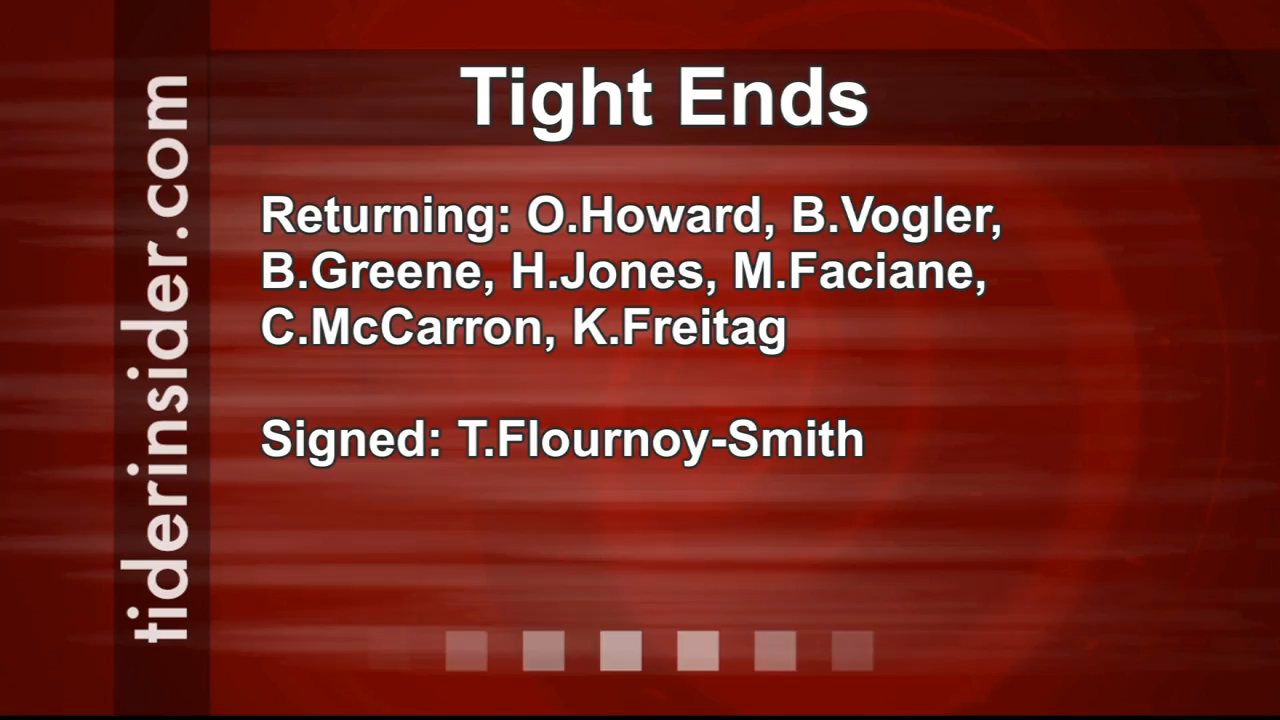 tiderinsider.com
Tight Ends
Returning: O.Howard, B.Vogler,
B.Greene, H.Jones, M.Faciane,
C.McCarron, K.Freitag
Signed: T.Flournoy-Smith